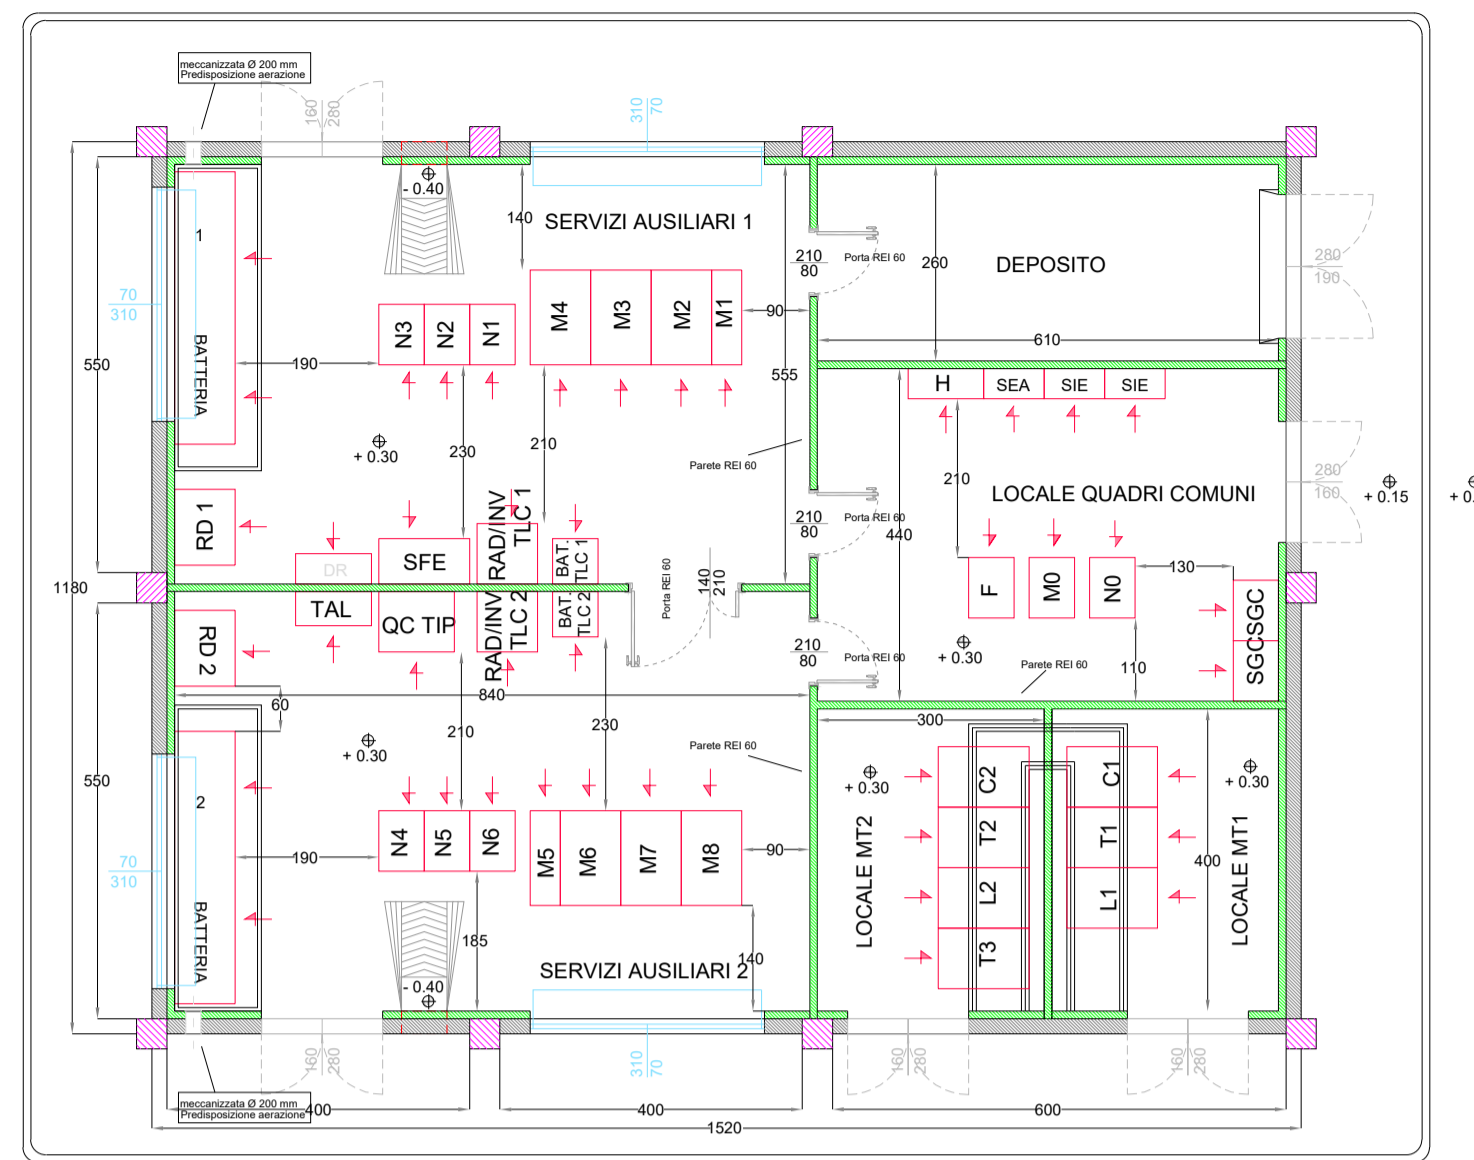 meccanizzata Ø 200 mm
Predisposizione aerazione
160
280
310
70
- 0.40
140
SERVIZI AUSILIARI 1
1
BATTERIA
70
310
550
190
N3
N2
N1
M4
M3
M2
M1
90
210
80
Porta REI 60
260
DEPOSITO
610
280
190
555
H
SEA
SIE
SIE
+ 0.30
230
210
Parete REI 60
210
LOCALE QUADRI COMUNI
280
160
+ 0.15
+ 0.
RD 1
DR
SFE
RAD/INV
TLC 1
BAT.
TLC 1
210
80
Porta REI 60
440
F
M0
N0
130
1180
TAL
QC TIP
RAD/INV
TLC 2
BAT.
TLC 2
Porta REI 60
140
210
RD 2
210
80
Porta REI 60
+ 0.30
Parete REI 60
110
SGC
SGC
840
60
210
230
300
+ 0.30
Parete REI 60
550
2
BATTERIA
70
310
190
N4
N5
N6
M5
M6
M7
M8
90
+ 0.30
LOCALE MT2
C2
T2
L2
T3
C1
T1
L1
400
+ 0.30
LOCALE MT1
185
140
SERVIZI AUSILIARI 2
- 0.40
160
280
310
70
160
280
160
280
meccanizzata Ø 200 mm
Predisposizione aerazione
400
400
600
1520